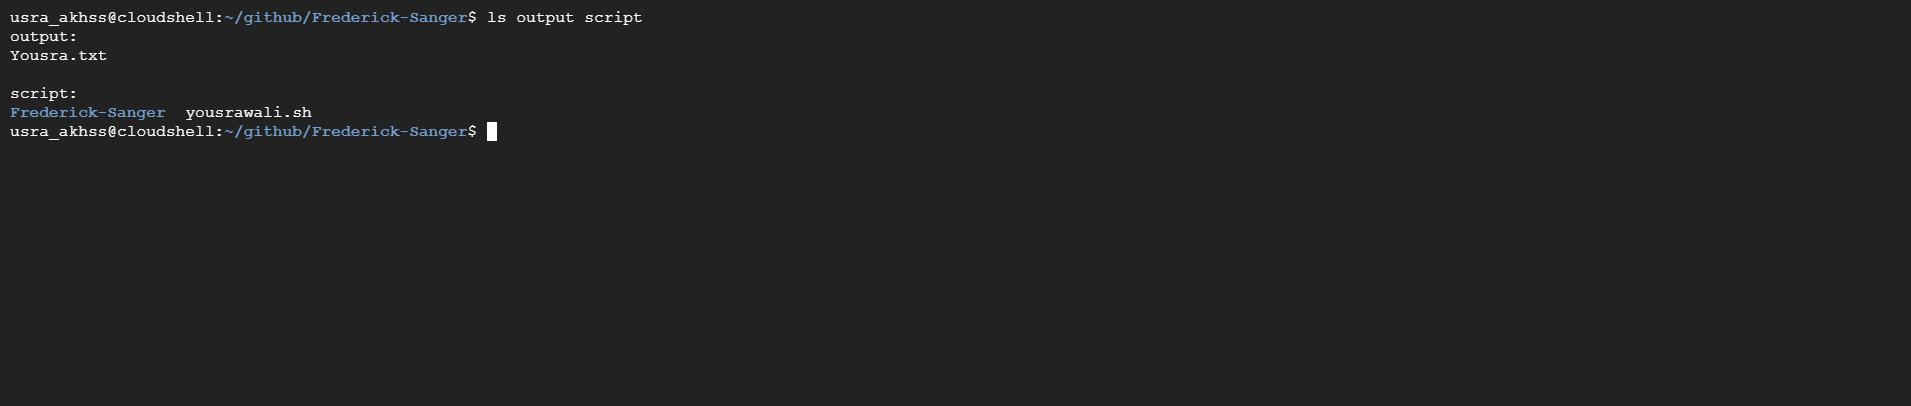 usra_akhss@cloudshell:~/github/Frederick-Sanger$ ls output script
output:
Yousra.txt
script:
Frederick-Sanger  yousrawali.sh
usra_akhss@cloudshell:~/github/Frederick-Sanger$